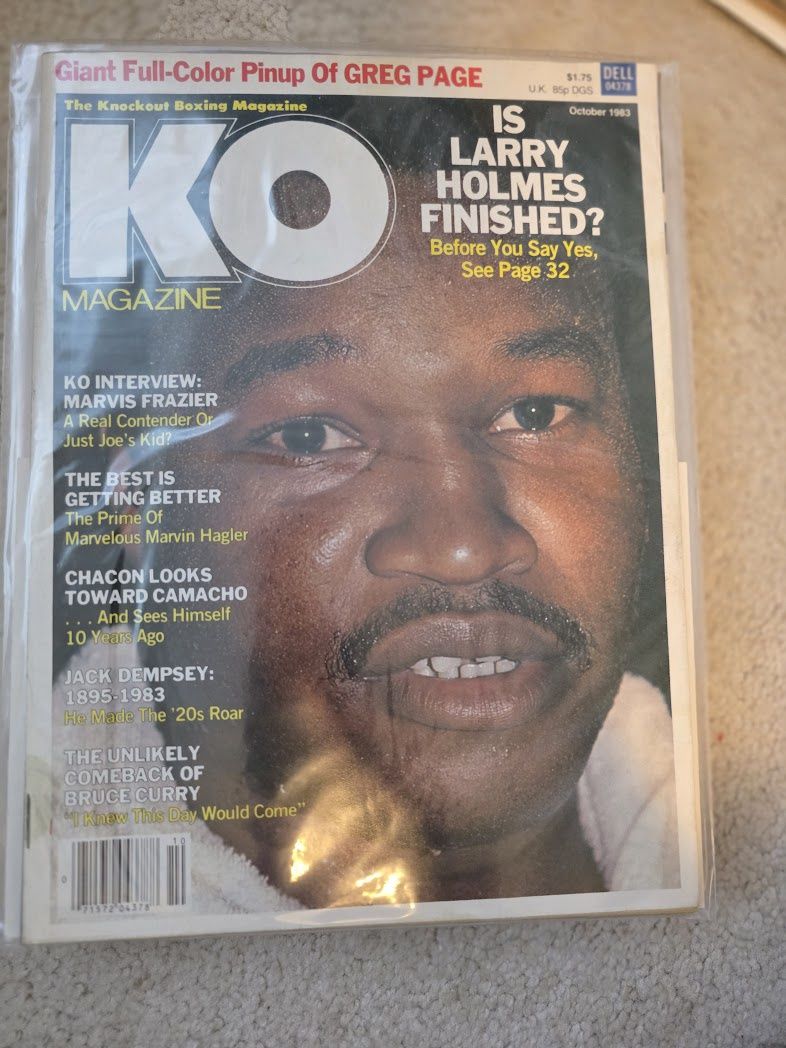 Giant Full-Color Pinup Of GREG PAGE
$1.75
U.K. 85p DGS
DELL
04378
The Knockout Boxing Magazine
October 1983
KO
MAGAZINE
IS
LARRY
HOLMES
FINISHED?
Before You Say Yes,
See Page 32
KO INTERVIEW:
MARVIS FRAZIER
A Real Contender Or
Just Joe's Kid?
THE BEST IS
GETTING BETTER
The Prime Of
Marvelous Marvin Hagler
CHACON LOOKS
TOWARD CAMACHO
. . . And Sees Himself
10 Years Ago
JACK DEMPSEY:
1895-1983
He Made The '20s Roar
THE UNLIKELY
COMEBACK OF
BRUCE CURRY
"I Knew This Day Would Come"
10
0
71572 04378